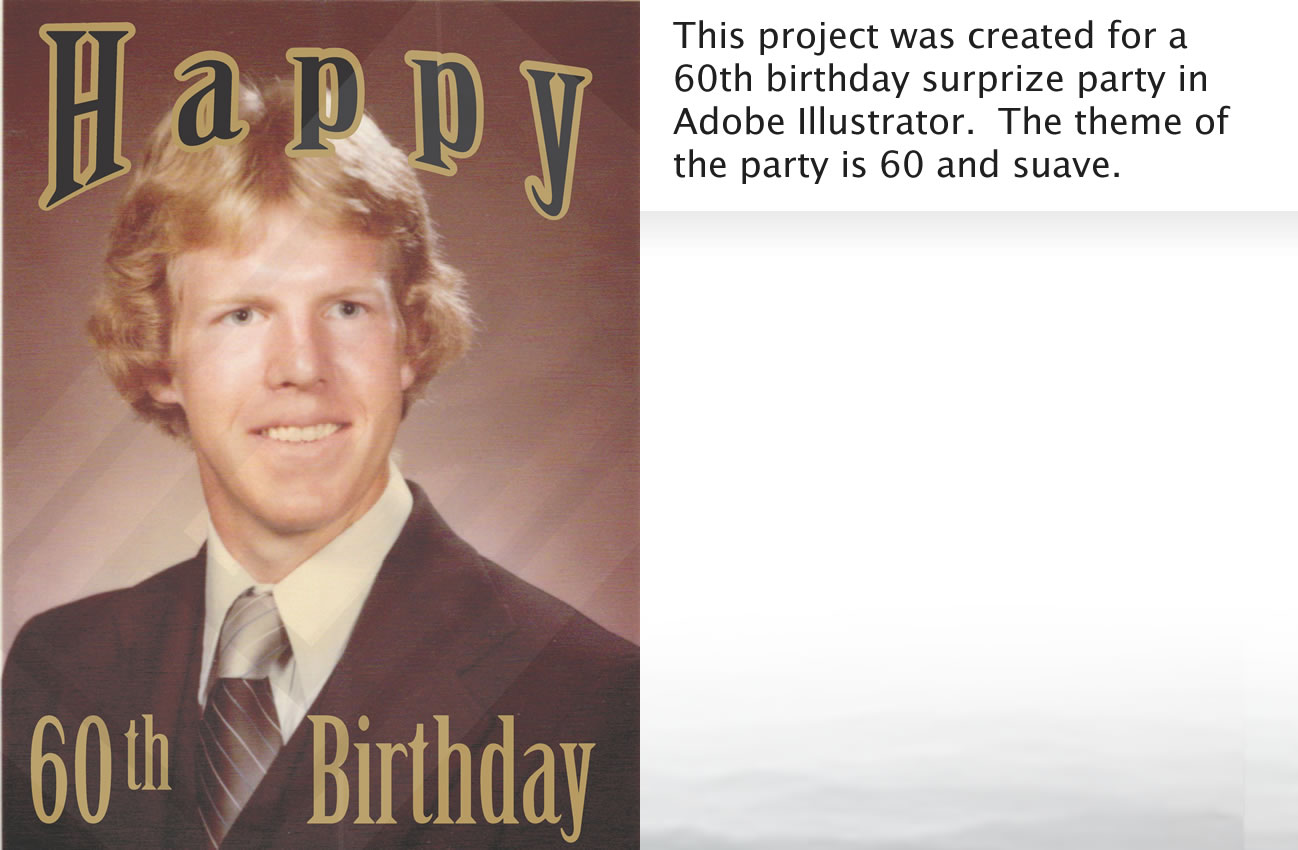 Happy
60th Birthday
This project was created for a
60th birthday surprize party in
Adobe Illustrator.  The theme of
the party is 60 and suave.